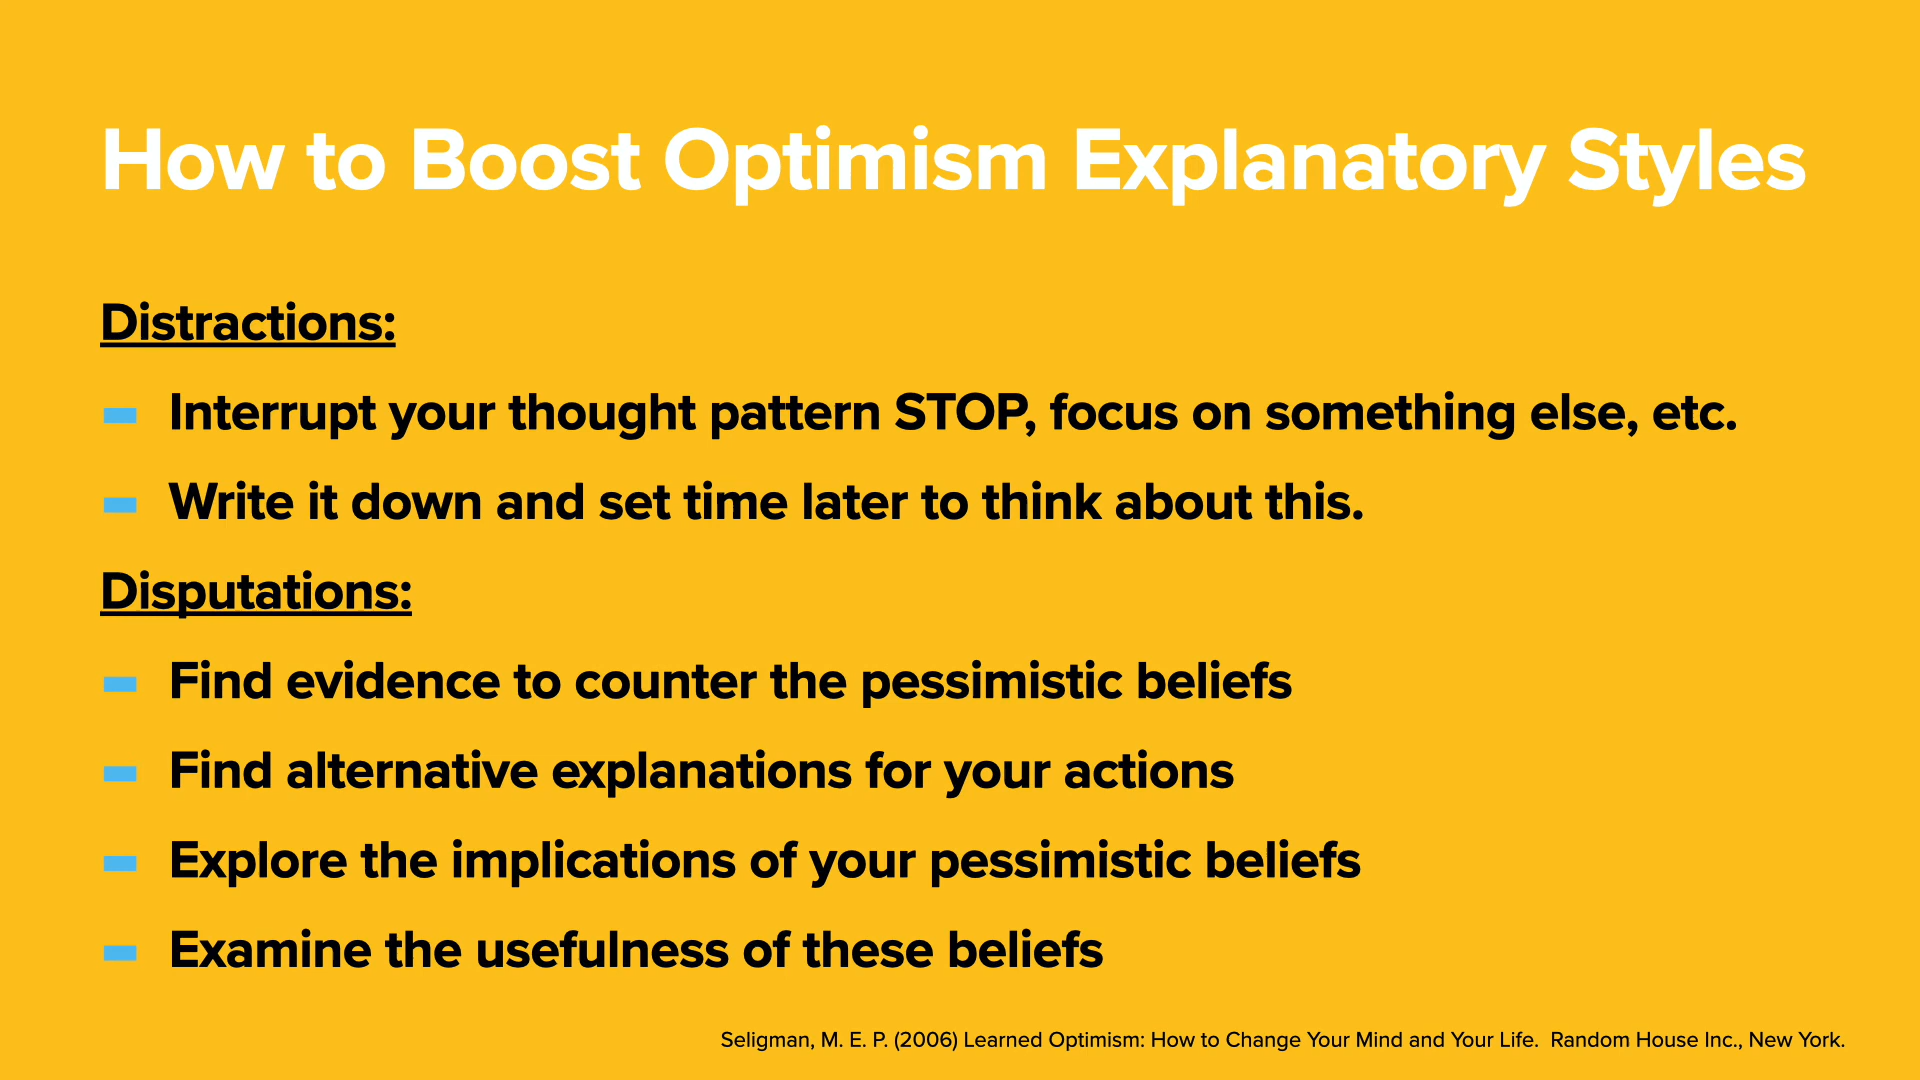 How to Boost Optimism Explanatory Styles
Distractions:
- Interrupt your thought pattern STOP, focus on something else, etc.
- Write it down and set time later to think about this.
Disputations:
- Find evidence to counter the pessimistic beliefs
- Find alternative explanations for your actions
- Explore the implications of your pessimistic beliefs
- Examine the usefulness of these beliefs
Seligman, M. E. P. (2006) Learned Optimism: How to Change Your Mind and Your Life.  Random House Inc., New York.